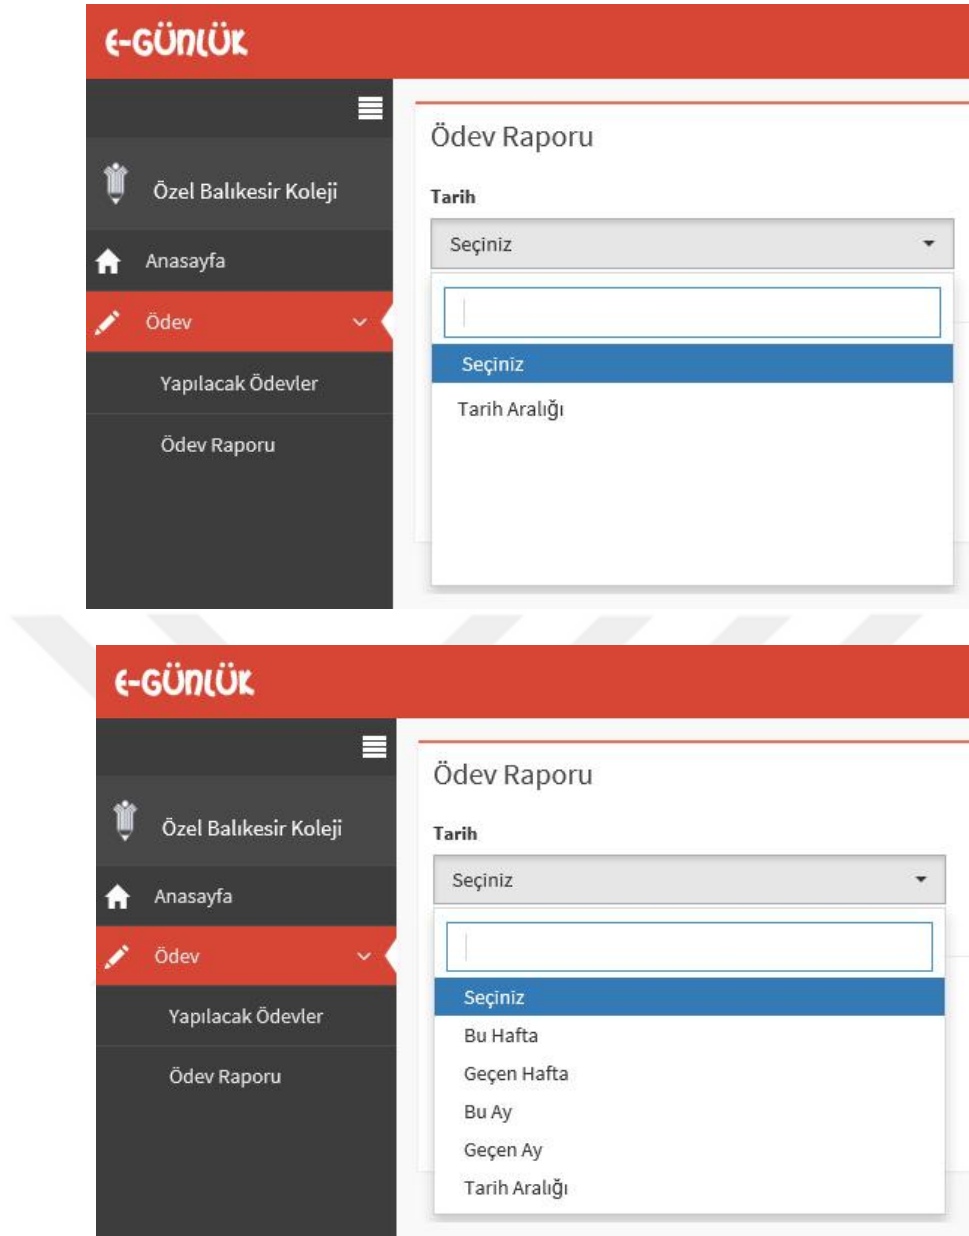 E-GÜNLÜK
Özel Balıkesir Koleji
Anasayfa
Ödev
Yapılacak Ödevler
Ödev Raporu
Ödev Raporu
Tarih
Seçiniz
Seçiniz
Tarih Aralığı
E-GÜNLÜK
Özel Balıkesir Koleji
Anasayfa
Ödev
Yapılacak Ödevler
Ödev Raporu
Ödev Raporu
Tarih
Seçiniz
Seçiniz
Bu Hafta
Geçen Hafta
Bu Ay
Geçen Ay
Tarih Aralığı